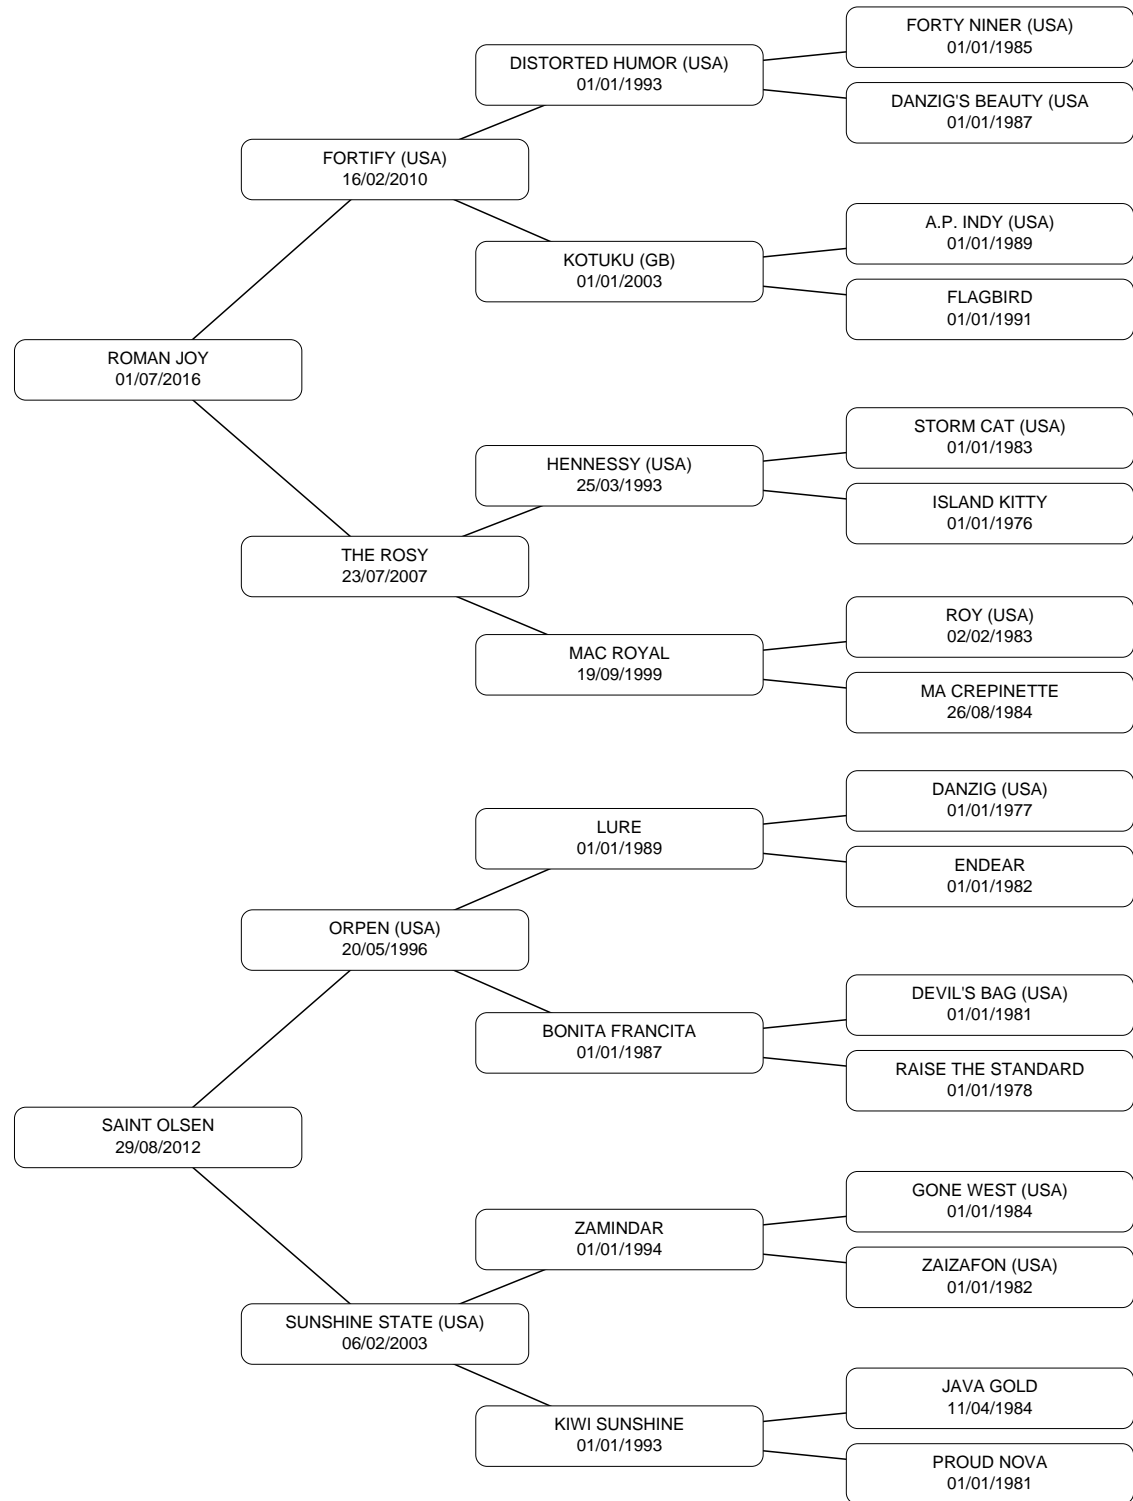 FORTY NINER (USA)
01/01/1985
DISTORTED HUMOR (USA)
01/01/1993
DANZIG'S BEAUTY (USA
01/01/1987
FORTIFY (USA)
16/02/2010
A.P. INDY (USA)
01/01/1989
KOTUKU (GB)
01/01/2003
FLAGBIRD
01/01/1991
ROMAN JOY
01/07/2016
STORM CAT (USA)
01/01/1983
HENNESSY (USA)
25/03/1993
ISLAND KITTY
01/01/1976
THE ROSY
23/07/2007
ROY (USA)
02/02/1983
MAC ROYAL
19/09/1999
MA CREPINETTE
26/08/1984
DANZIG (USA)
01/01/1977
LURE
01/01/1989
ENDEAR
01/01/1982
ORPEN (USA)
20/05/1996
DEVIL'S BAG (USA)
01/01/1981
BONITA FRANCITA
01/01/1987
RAISE THE STANDARD
01/01/1978
SAINT OLSEN
29/08/2012
GONE WEST (USA)
01/01/1984
ZAMINDAR
01/01/1994
ZAIZAFON (USA)
01/01/1982
SUNSHINE STATE (USA)
06/02/2003
JAVA GOLD
11/04/1984
KIWI SUNSHINE
01/01/1993
PROUD NOVA
01/01/1981